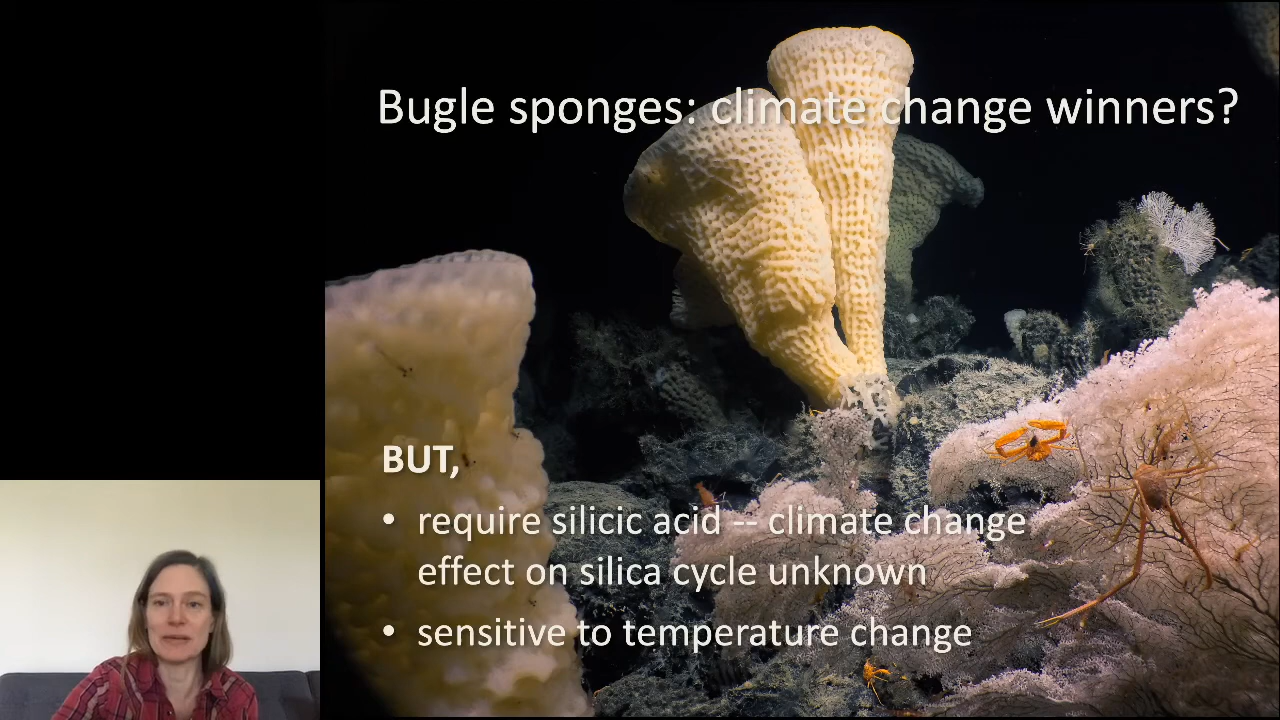 Bugle sponges: climate change winners?
BUT,
• require silicic acid -- climate change
effect on silica cycle unknown
• sensitive to temperature change